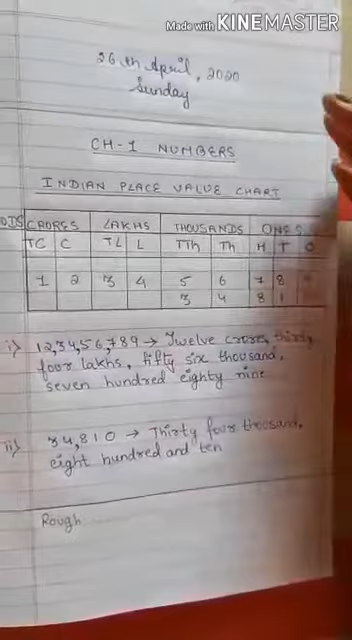 Made with KINEMASTER
26th April, 2020
Sunday
CH-1 NUMBERS
INDIAN PLACE VALUE CHART
ODS CRORES LAKHS THOUSANDS ONES
TC C TL L TTh Th H T O
1 2 3 4 5 6 7 8
3 4 8 1
i) 12,34,56,789 → Twelve crore, thirty
four lakhs, fifty six thousand,
seven hundred eighty nine
ii) 34,810 → Thirty four thousand,
eight hundred and ten
Rough